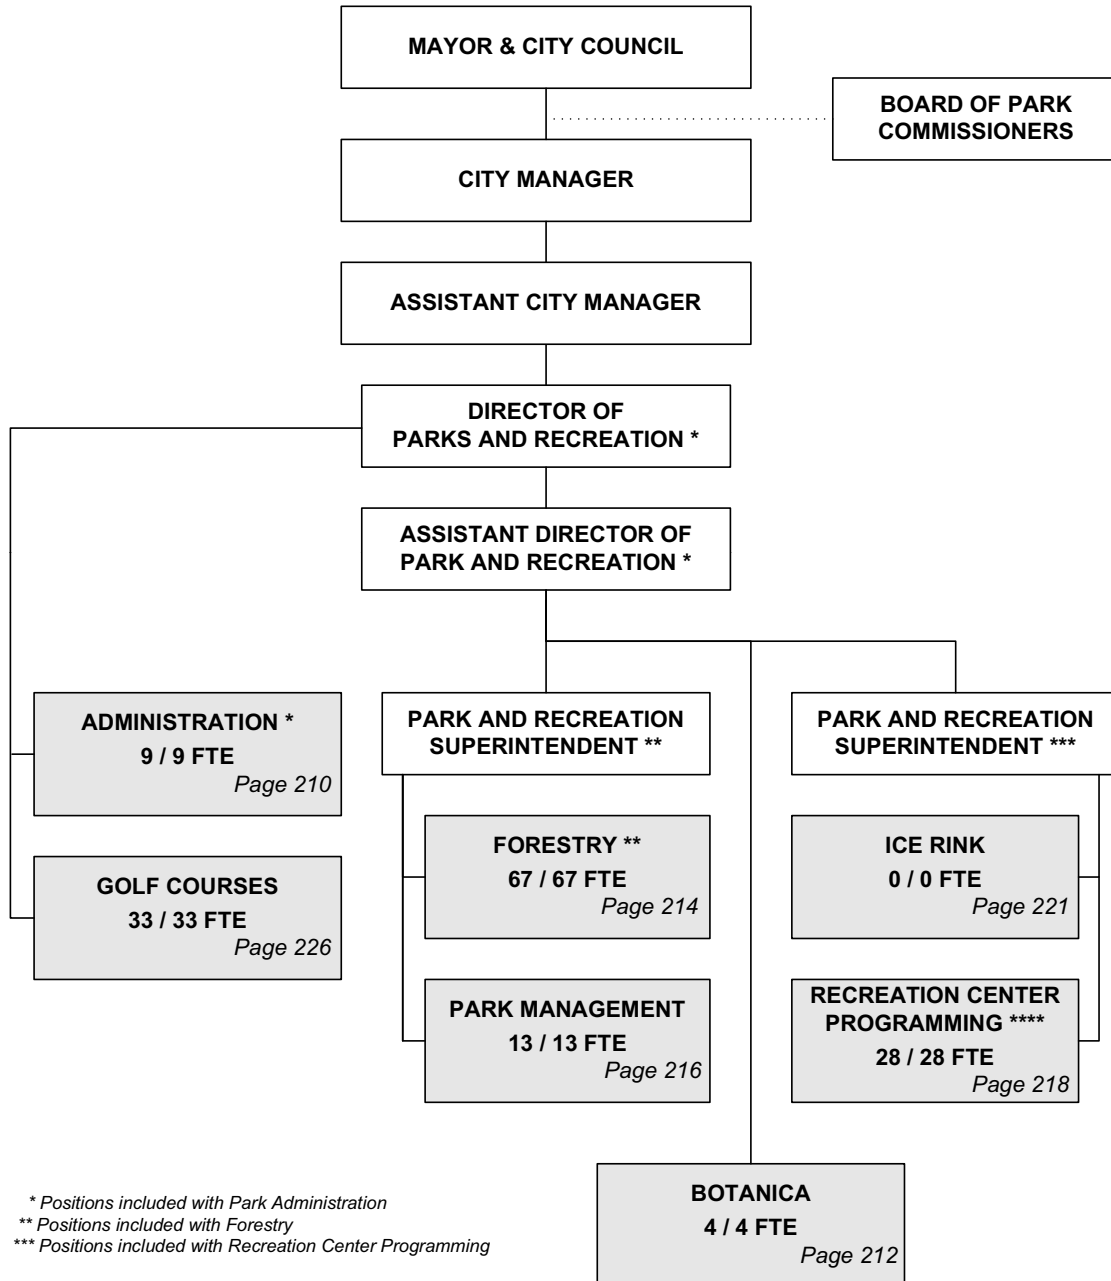 MAYOR & CITY COUNCIL
BOARD OF PARK
COMMISSIONERS
CITY MANAGER
ASSISTANT CITY MANAGER
DIRECTOR OF
PARKS AND RECREATION *
ASSISTANT DIRECTOR OF
PARK AND RECREATION *
ADMINISTRATION *
9 / 9 FTE
Page 210
GOLF COURSES
33 / 33 FTE
Page 226
PARK AND RECREATION
SUPERINTENDENT **
FORESTRY **
67 / 67 FTE
Page 214
PARK MANAGEMENT
13 / 13 FTE
Page 216
PARK AND RECREATION
SUPERINTENDENT ***
ICE RINK
0 / 0 FTE
Page 221
RECREATION CENTER
PROGRAMMING ****
28 / 28 FTE
Page 218
BOTANICA
4 / 4 FTE
Page 212
* Positions included with Park Administration
** Positions included with Forestry
*** Positions included with Recreation Center Programming